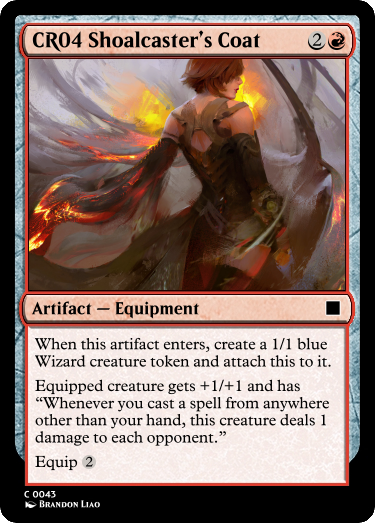 CR04 Shoalcaster's Coat 2
Artifact — Equipment
When this artifact enters, create a 1/1 blue
Wizard creature token and attach this to it.
Equipped creature gets +1/+1 and has
“Whenever you cast a spell from anywhere
other than your hand, this creature deals 1
damage to each opponent.”
Equip 2
C 0043
Brandon Liao